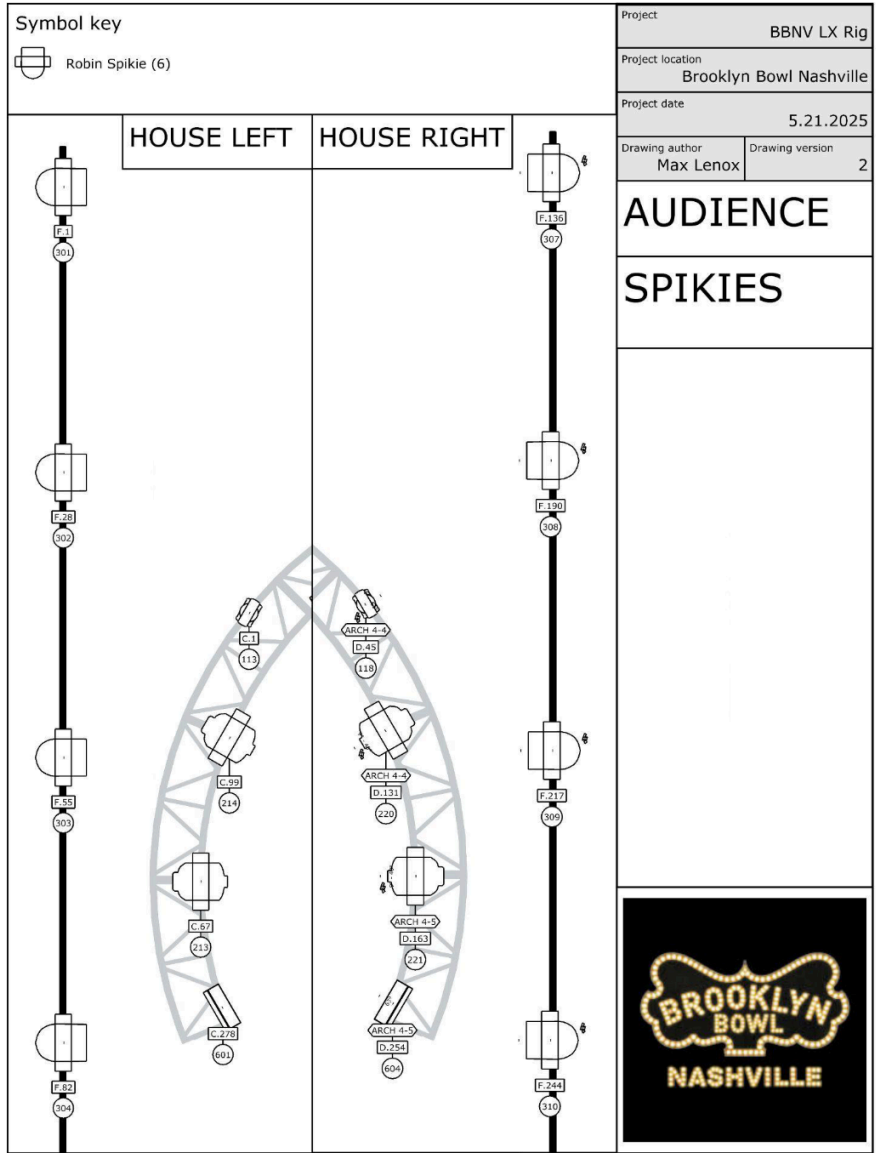 Symbol key
Robin Spikie (6)
Project
BBNV LX Rig
Project location
Brooklyn Bowl Nashville
Project date
5.21.2025
Drawing author
Max Lenox
Drawing version
2
AUDIENCE
SPIKIES
HOUSE LEFT
HOUSE RIGHT
F.1
301
F.136
307
F.28
302
F.190
308
C.1
113
ARCH 4-4
D.45
118
F.55
303
C.99
214
ARCH 4-4
D.131
220
F.217
309
C.67
213
ARCH 4-5
D.163
221
F.82
304
C.278
601
ARCH 4-5
D.254
604
F.244
310
BROOKLYN
BOWL
NASHVILLE